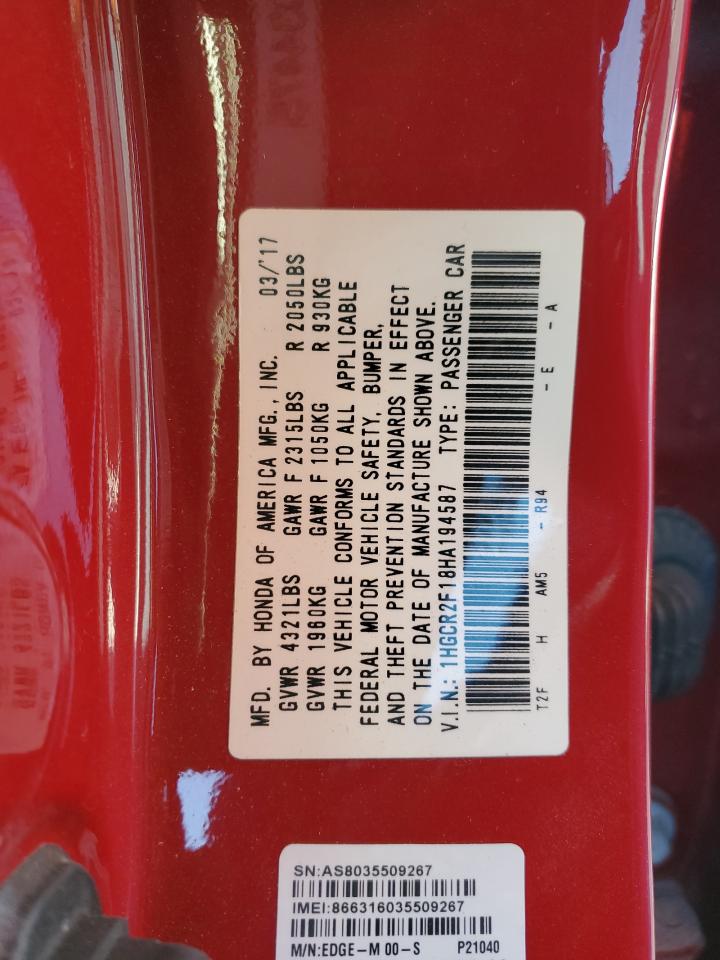 MFD. BY HONDA OF AMERICA MFG., INC. 03/'17
GVWR 4321LBS GAWR F 2315LBS R 2050LBS
GVWR 1960KG GAWR F 1050KG R 930KG
THIS VEHICLE CONFORMS TO ALL APPLICABLE
FEDERAL MOTOR VEHICLE SAFETY, BUMPER,
AND THEFT PREVENTION STANDARDS IN EFFECT
ON THE DATE OF MANUFACTURE SHOWN ABOVE.
V.I.N.: 1HGCR2F18HA194587 TYPE: PASSENGER CAR
T2F H AM5 - R94 - E - A
SN:AS8035509267
IMEI:866316035509267
M/N:EDGE-M 00-S P21040